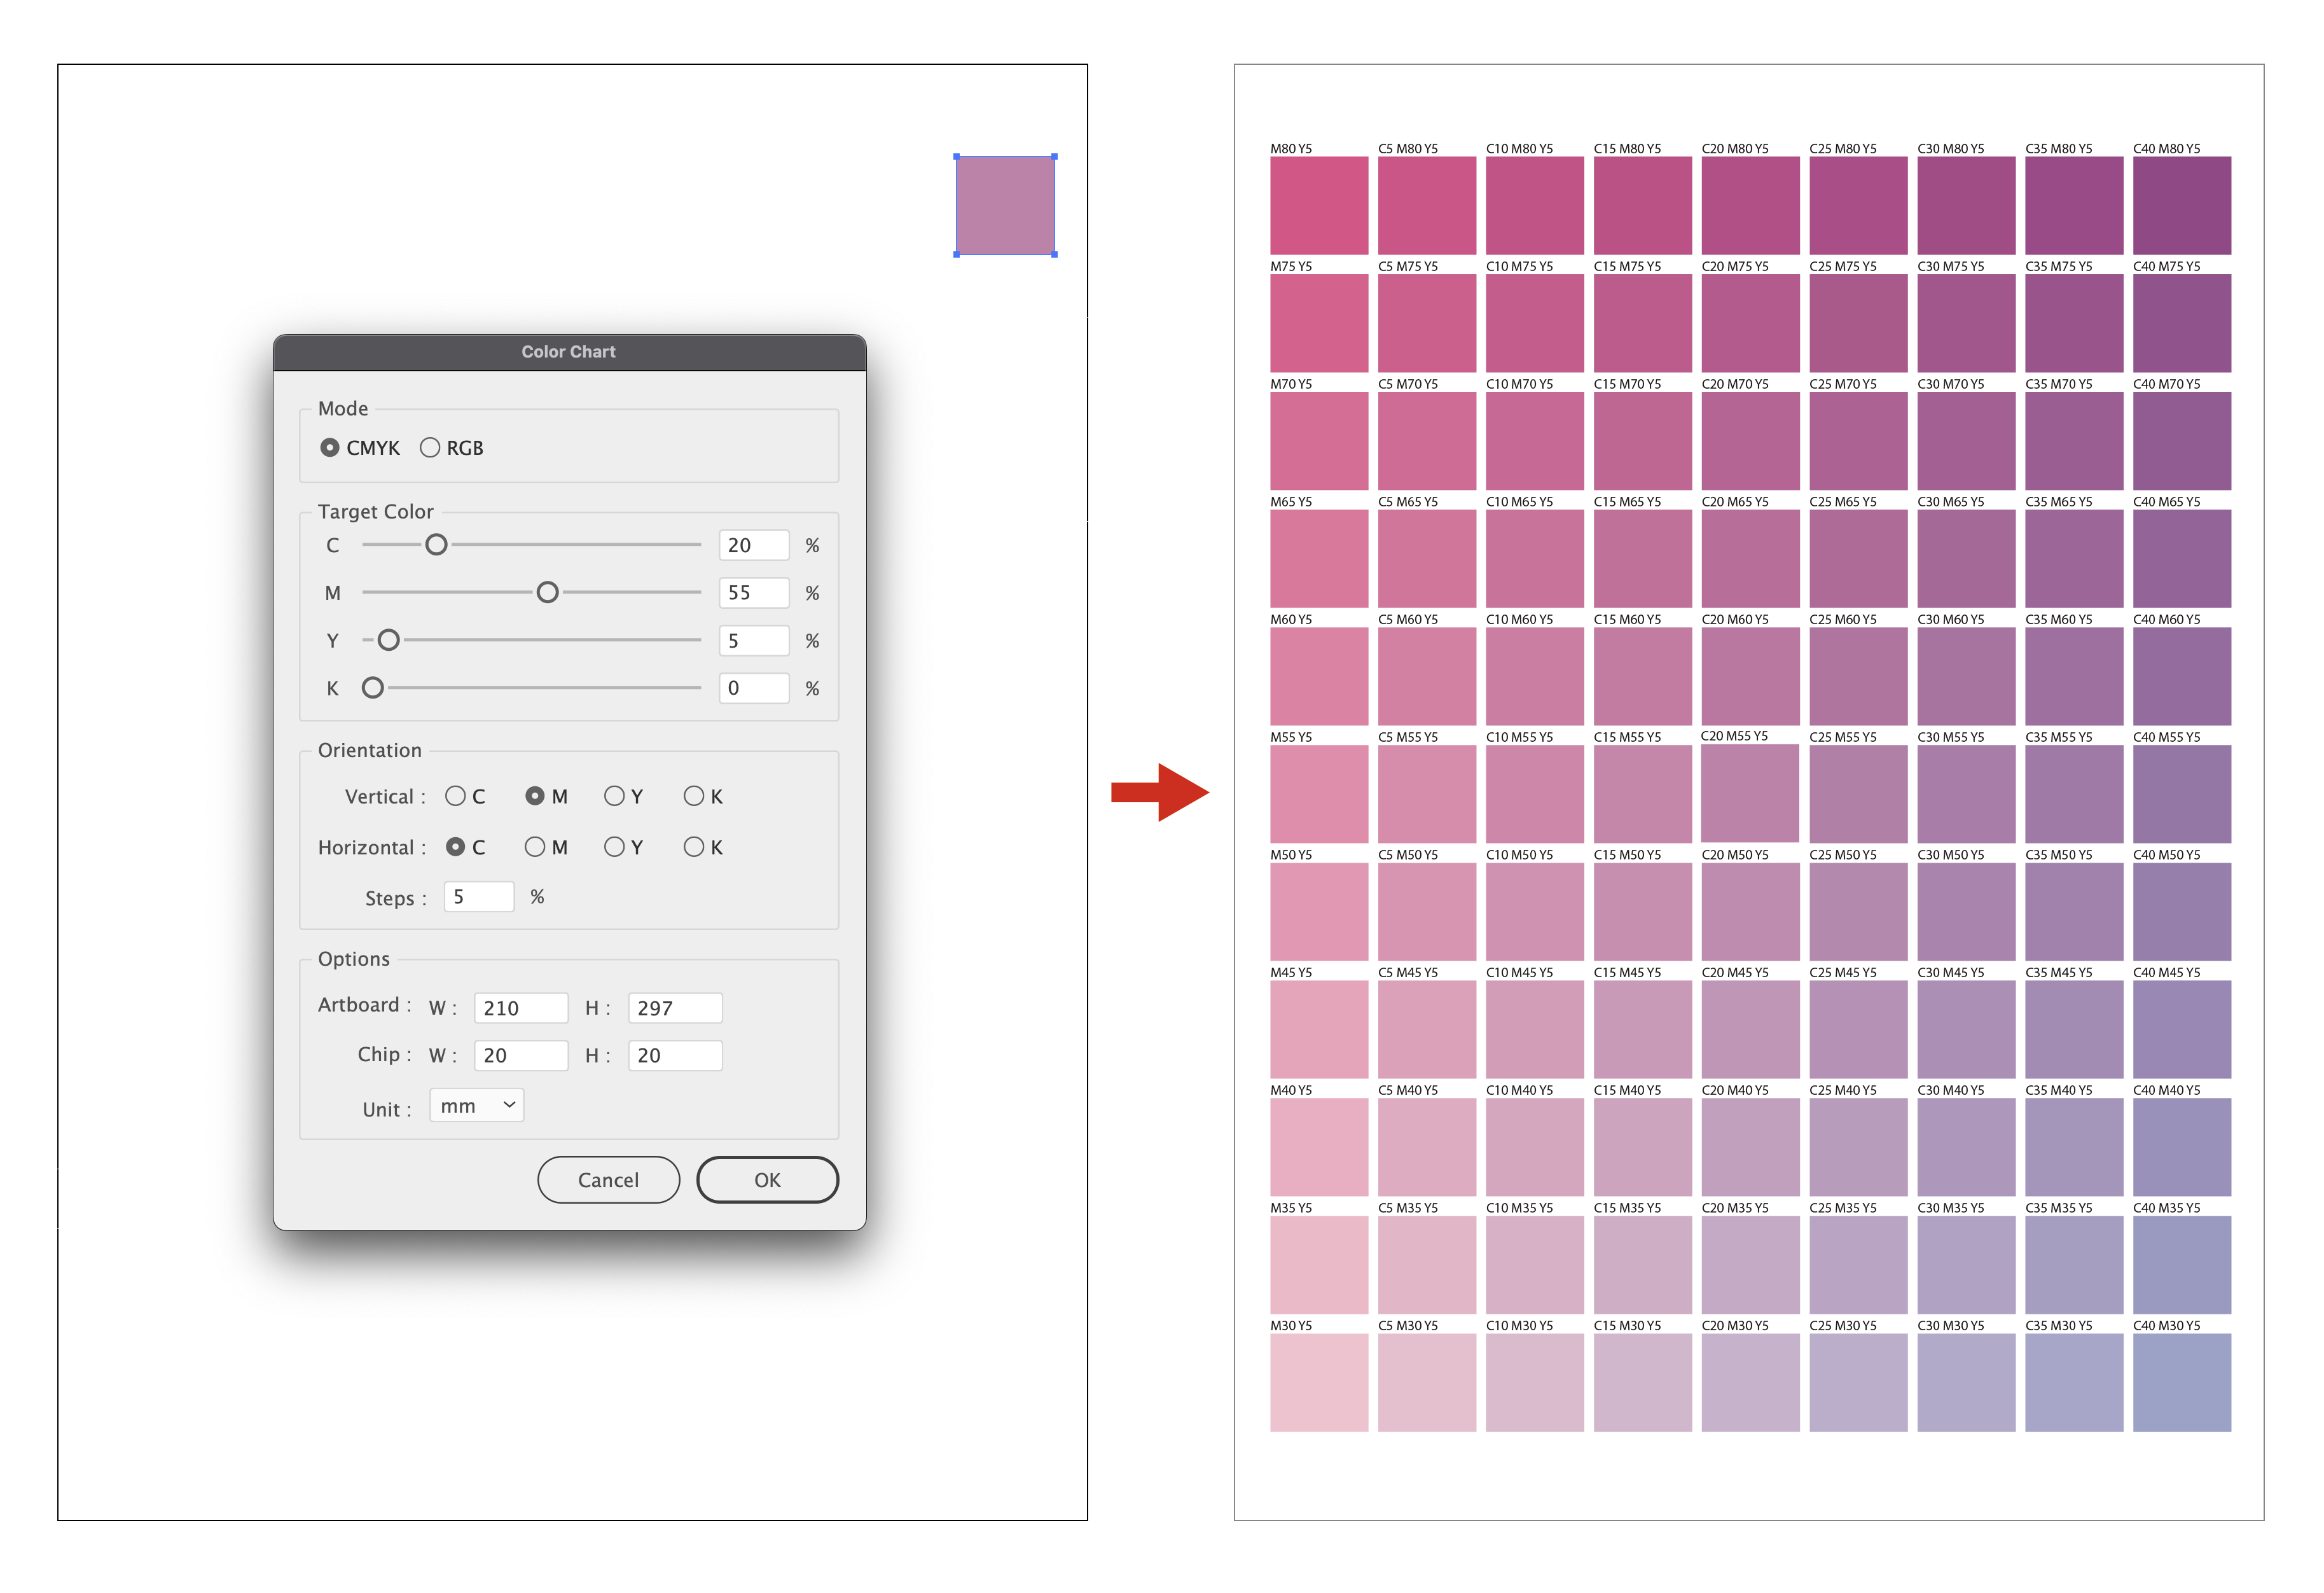 Color Chart
Mode
CMYK RGB
Target Color
C 20 %
M 55 %
Y 5 %
K 0 %
Orientation
Vertical : C M Y K
Horizontal : C M Y K
Steps : 5 %
Options
Artboard : W : 210 H : 297
Chip : W : 20 H : 20
Unit : mm
Cancel OK
M80 Y5 C5 M80 Y5 C10 M80 Y5 C15 M80 Y5 C20 M80 Y5 C25 M80 Y5 C30 M80 Y5 C35 M80 Y5 C40 M80 Y5
M75 Y5 C5 M75 Y5 C10 M75 Y5 C15 M75 Y5 C20 M75 Y5 C25 M75 Y5 C30 M75 Y5 C35 M75 Y5 C40 M75 Y5
M70 Y5 C5 M70 Y5 C10 M70 Y5 C15 M70 Y5 C20 M70 Y5 C25 M70 Y5 C30 M70 Y5 C35 M70 Y5 C40 M70 Y5
M65 Y5 C5 M65 Y5 C10 M65 Y5 C15 M65 Y5 C20 M65 Y5 C25 M65 Y5 C30 M65 Y5 C35 M65 Y5 C40 M65 Y5
M60 Y5 C5 M60 Y5 C10 M60 Y5 C15 M60 Y5 C20 M60 Y5 C25 M60 Y5 C30 M60 Y5 C35 M60 Y5 C40 M60 Y5
M55 Y5 C5 M55 Y5 C10 M55 Y5 C15 M55 Y5 C20 M55 Y5 C25 M55 Y5 C30 M55 Y5 C35 M55 Y5 C40 M55 Y5
M50 Y5 C5 M50 Y5 C10 M50 Y5 C15 M50 Y5 C20 M50 Y5 C25 M50 Y5 C30 M50 Y5 C35 M50 Y5 C40 M50 Y5
M45 Y5 C5 M45 Y5 C10 M45 Y5 C15 M45 Y5 C20 M45 Y5 C25 M45 Y5 C30 M45 Y5 C35 M45 Y5 C40 M45 Y5
M40 Y5 C5 M40 Y5 C10 M40 Y5 C15 M40 Y5 C20 M40 Y5 C25 M40 Y5 C30 M40 Y5 C35 M40 Y5 C40 M40 Y5
M35 Y5 C5 M35 Y5 C10 M35 Y5 C15 M35 Y5 C20 M35 Y5 C25 M35 Y5 C30 M35 Y5 C35 M35 Y5 C40 M35 Y5
M30 Y5 C5 M30 Y5 C10 M30 Y5 C15 M30 Y5 C20 M30 Y5 C25 M30 Y5 C30 M30 Y5 C35 M30 Y5 C40 M30 Y5